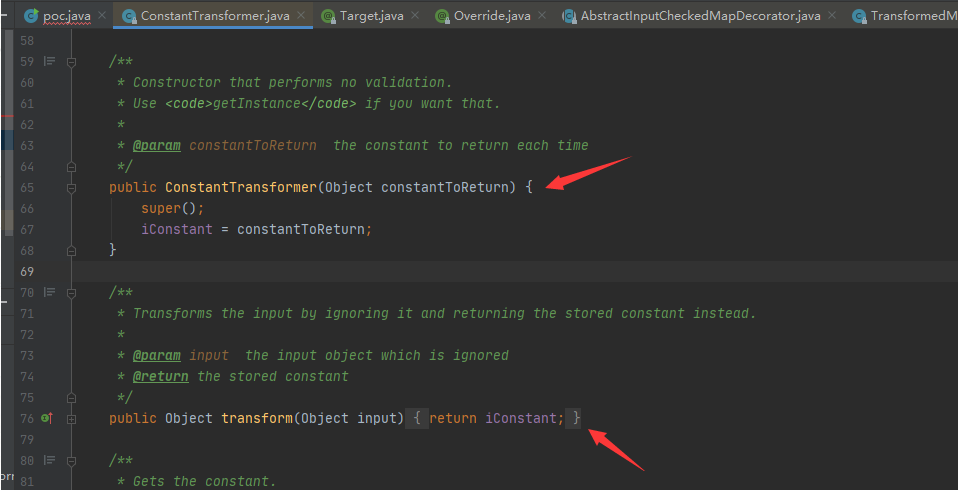 poc.java ConstantTransformer.java Target.java Override.java AbstractInputCheckedMapDecorator.java TransformedM
58
59 /**
60 * Constructor that performs no validation.
61 * Use <code>getInstance</code> if you want that.
62 *
63 * @param constantToReturn  the constant to return each time
64 */
65 public ConstantTransformer(Object constantToReturn) {
66 super();
67 iConstant = constantToReturn;
68 }
69
70 /**
71 * Transforms the input by ignoring it and returning the stored constant instead.
72 *
73 * @param input  the input object which is ignored
74 * @return the stored constant
75 */
76 public Object transform(Object input) { return iConstant; }
79
80 /**
81 * Gets the constant.